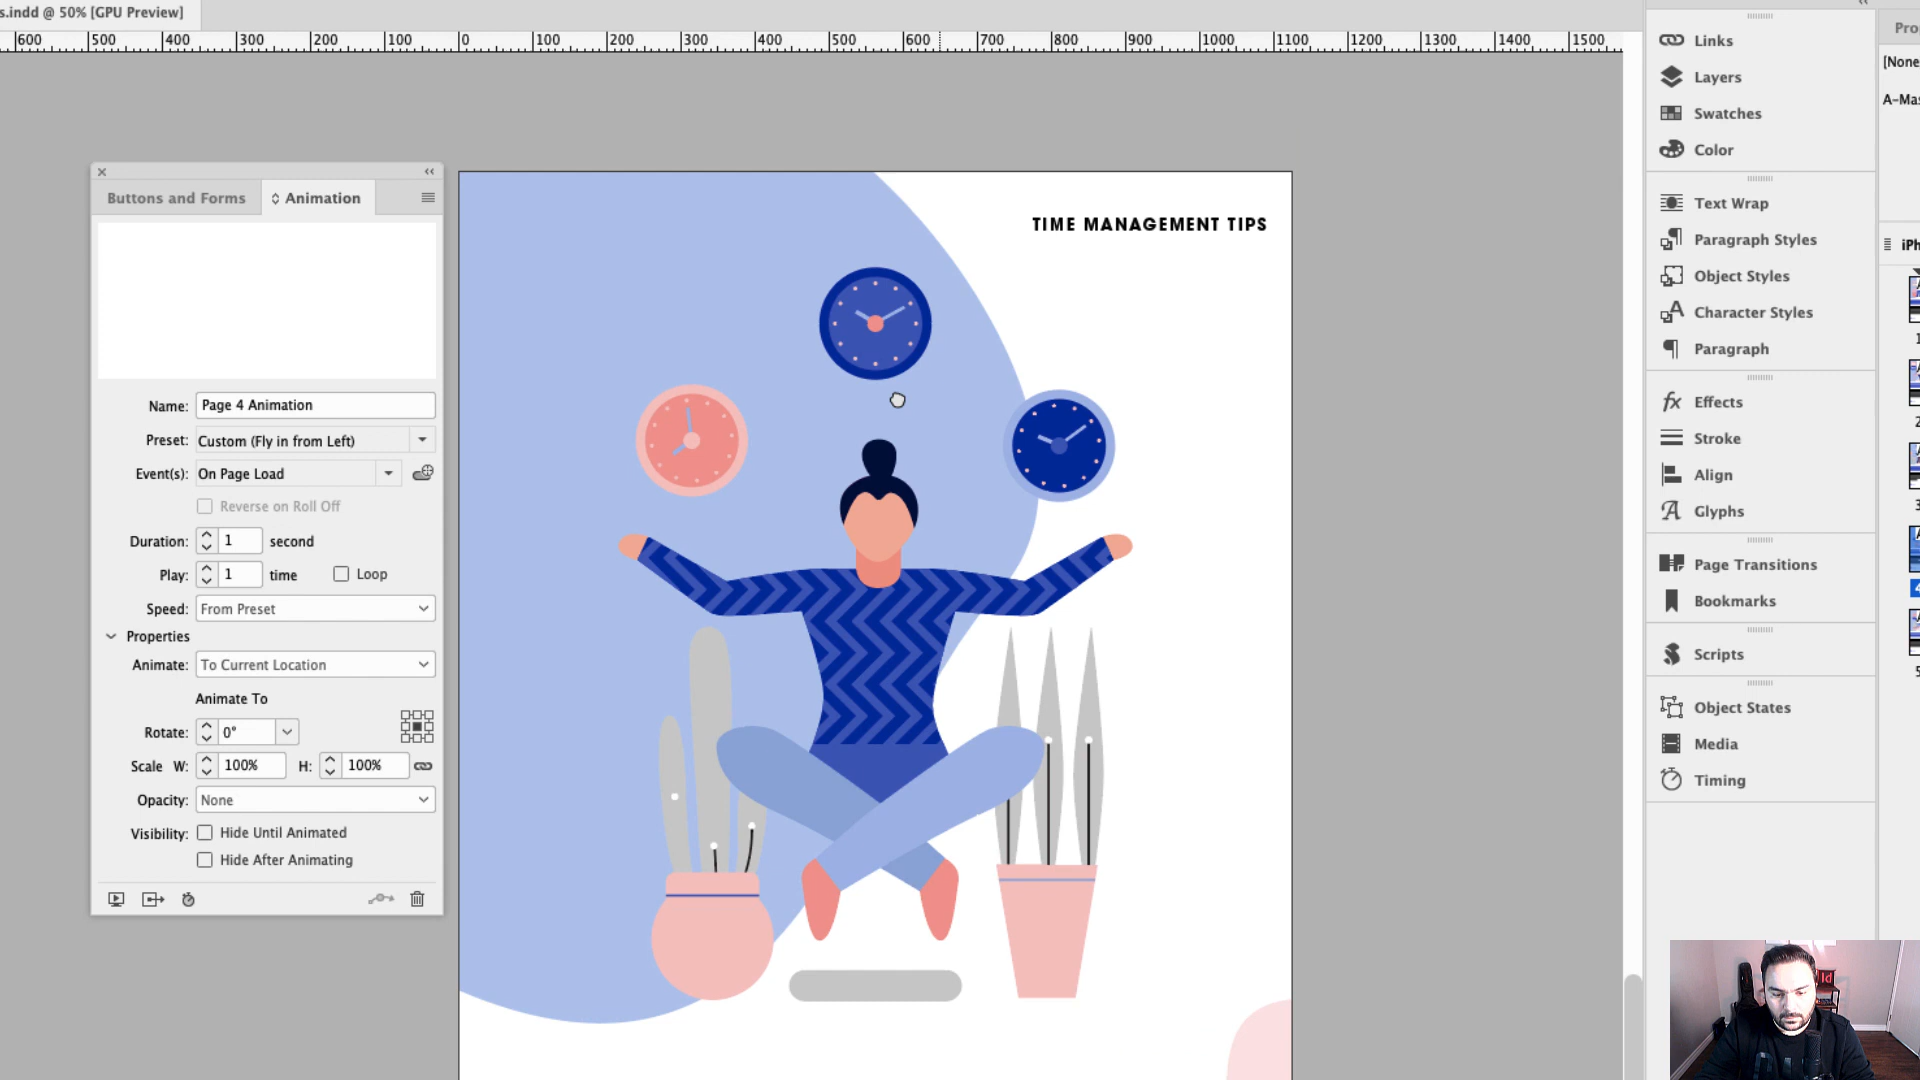 s.indd @ 50% [GPU Preview]
600 500 400 300 200 100 0 100 200 300 400 500 600 700 800 900 1000 1100 1200 1300 1400 1500
Buttons and Forms
Animation
Name: Page 4 Animation
Preset: Custom (Fly in from Left)
Event(s): On Page Load
Reverse on Roll Off
Duration: 1 second
Play: 1 time Loop
Speed: From Preset
Properties
Animate: To Current Location
Animate To
Rotate: 0°
Scale W: 100% H: 100%
Opacity: None
Visibility: Hide Until Animated
Hide After Animating
TIME MANAGEMENT TIPS
Links
Layers
Swatches
Color
Text Wrap
Paragraph Styles
Object Styles
Character Styles
Paragraph
Effects
Stroke
Align
Glyphs
Page Transitions
Bookmarks
Scripts
Object States
Media
Timing
[None
A-Mas
iPh
Id